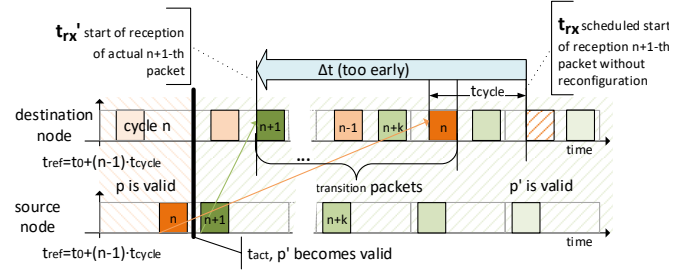 trx' start of reception
of actual n+1-th
packet
trx scheduled start
of reception n+1-th
packet without
reconfiguration
Δt (too early)
tcycle
destination
node
cycle n
n+1
n-1
n+k
n
time
tref=t0+(n-1)·tcycle
...
p is valid
transition packets
p' is valid
source
node
n
n+1
n+k
time
tref=t0+(n-1)·tcycle
tact, p' becomes valid